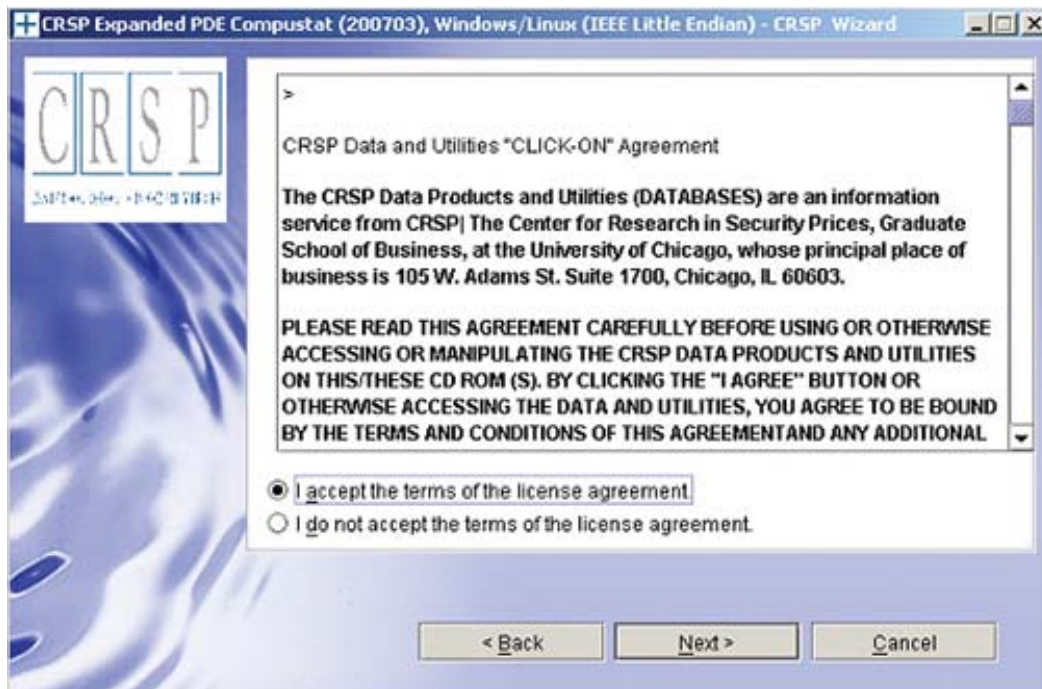 CRSP Expanded PDE Compustat (200703), Windows/Linux (IEEE Little Endian) - CRSP Wizard
CRSP
>
CRSP Data and Utilities "CLICK-ON" Agreement
The CRSP Data Products and Utilities (DATABASES) are an information
service from CRSP| The Center for Research in Security Prices, Graduate
School of Business, at the University of Chicago, whose principal place of
business is 105 W. Adams St. Suite 1700, Chicago, IL 60603.
PLEASE READ THIS AGREEMENT CAREFULLY BEFORE USING OR OTHERWISE
ACCESSING OR MANIPULATING THE CRSP DATA PRODUCTS AND UTILITIES
ON THIS/THESE CD ROM (S). BY CLICKING THE "I AGREE" BUTTON OR
OTHERWISE ACCESSING THE DATA AND UTILITIES, YOU AGREE TO BE BOUND
BY THE TERMS AND CONDITIONS OF THIS AGREEMENTAND ANY ADDITIONAL
I accept the terms of the license agreement.
I do not accept the terms of the license agreement.
< Back
Next >
Cancel